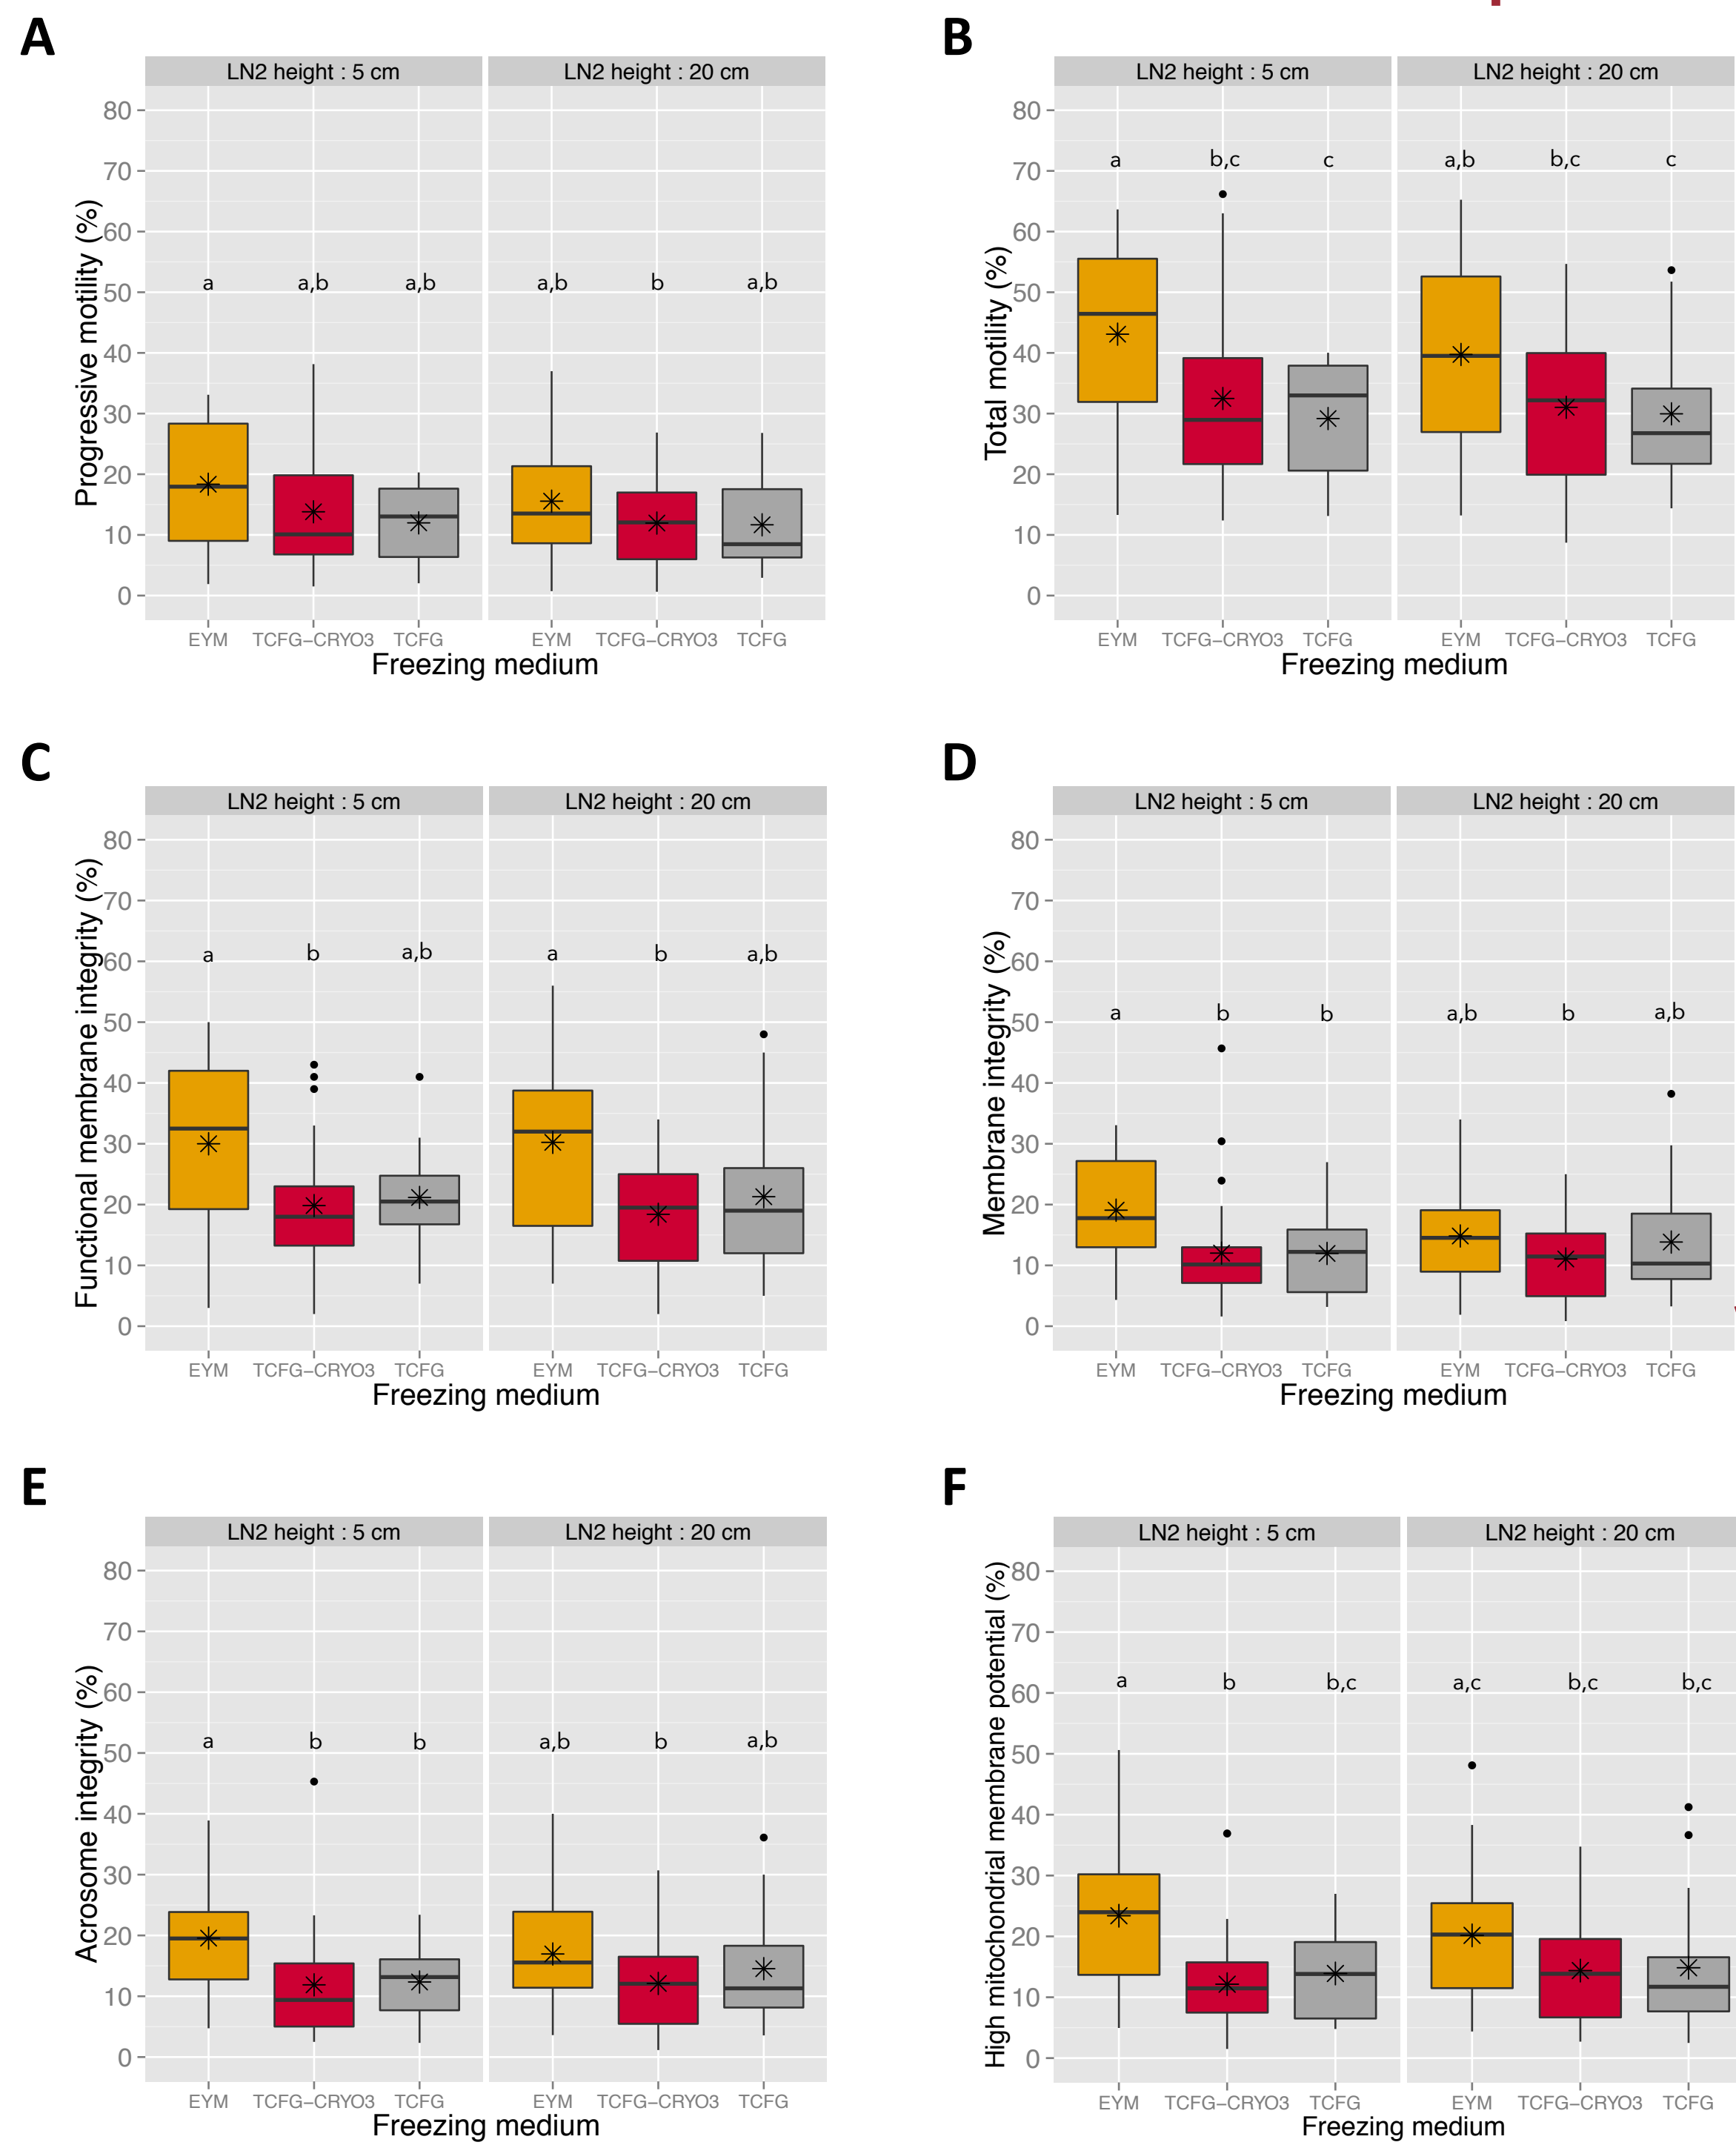 A
LN2 height : 5 cm
LN2 height : 20 cm
Progressive motility (%)
80
70
60
50
40
30
20
10
0
a
a,b
a,b
a,b
b
a,b
EYM
TCFG−CRYO3
TCFG
EYM
TCFG−CRYO3
TCFG
Freezing medium
B
LN2 height : 5 cm
LN2 height : 20 cm
Total motility (%)
80
70
60
50
40
30
20
10
0
a
b,c
c
a,b
b,c
c
EYM
TCFG−CRYO3
TCFG
EYM
TCFG−CRYO3
TCFG
Freezing medium
C
LN2 height : 5 cm
LN2 height : 20 cm
Functional membrane integrity (%)
80
70
60
50
40
30
20
10
0
a
b
a,b
a
b
a,b
EYM
TCFG−CRYO3
TCFG
EYM
TCFG−CRYO3
TCFG
Freezing medium
D
LN2 height : 5 cm
LN2 height : 20 cm
Membrane integrity (%)
80
70
60
50
40
30
20
10
0
a
b
b
a,b
b
a,b
EYM
TCFG−CRYO3
TCFG
EYM
TCFG−CRYO3
TCFG
Freezing medium
E
LN2 height : 5 cm
LN2 height : 20 cm
Acrosome integrity (%)
80
70
60
50
40
30
20
10
0
a
b
b
a,b
b
a,b
EYM
TCFG−CRYO3
TCFG
EYM
TCFG−CRYO3
TCFG
Freezing medium
F
LN2 height : 5 cm
LN2 height : 20 cm
High mitochondrial membrane potential (%)
80
70
60
50
40
30
20
10
0
a
b
b,c
a,c
b,c
b,c
EYM
TCFG−CRYO3
TCFG
EYM
TCFG−CRYO3
TCFG
Freezing medium